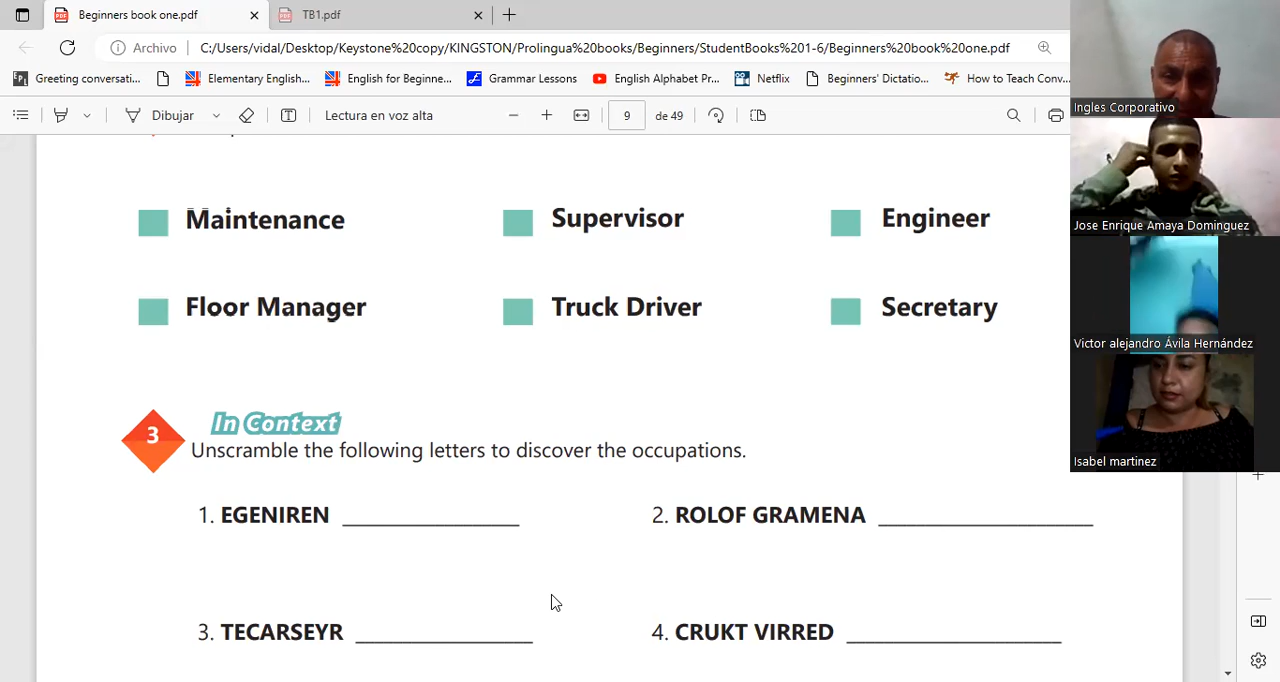 Beginners book one.pdf
TB1.pdf
Archivo
C:/Users/vidal/Desktop/Keystone%20copy/KINGSTON/Prolingua%20books/Beginners/StudentBooks%201-6/Beginners%20book%20one.pdf
Greeting conversati...
Elementary English...
English for Beginne...
Grammar Lessons
English Alphabet Pr...
Netflix
Beginners' Dictatio...
How to Teach Conv...
Dibujar
Lectura en voz alta
9
de 49
Maintenance
Supervisor
Engineer
Floor Manager
Truck Driver
Secretary
3
In Context
Unscramble the following letters to discover the occupations.
1. EGENIREN
2. ROLOF GRAMENA
3. TECARSEYR
4. CRUKT VIRRED
Ingles Corporativo
Jose Enrique Amaya Dominguez
Victor alejandro Ávila Hernández
Isabel martinez